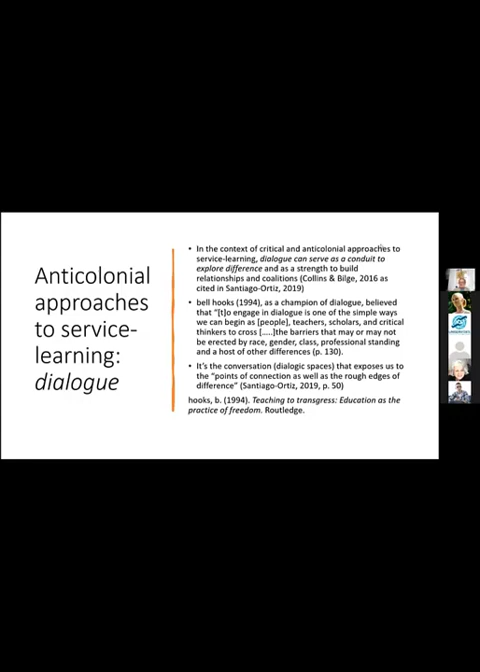 Anticolonial
approaches
to service-
learning:
dialogue
• In the context of critical and anticolonial approaches to
service-learning, dialogue can serve as a conduit to
explore difference and as a strength to build
relationships and coalitions (Collins & Bilge, 2016 as
cited in Santiago-Ortiz, 2019)
• bell hooks (1994), as a champion of dialogue, believed
that “[t]o engage in dialogue is one of the simple ways
we can begin as [people], teachers, scholars, and critical
thinkers to cross [.....]the barriers that may or may not
be erected by race, gender, class, professional standing
and a host of other differences (p. 130).
• It’s the conversation (dialogic spaces) that exposes us to
the “points of connection as well as the rough edges of
difference” (Santiago-Ortiz, 2019, p. 50)
hooks, b. (1994). Teaching to transgress: Education as the
practice of freedom. Routledge.